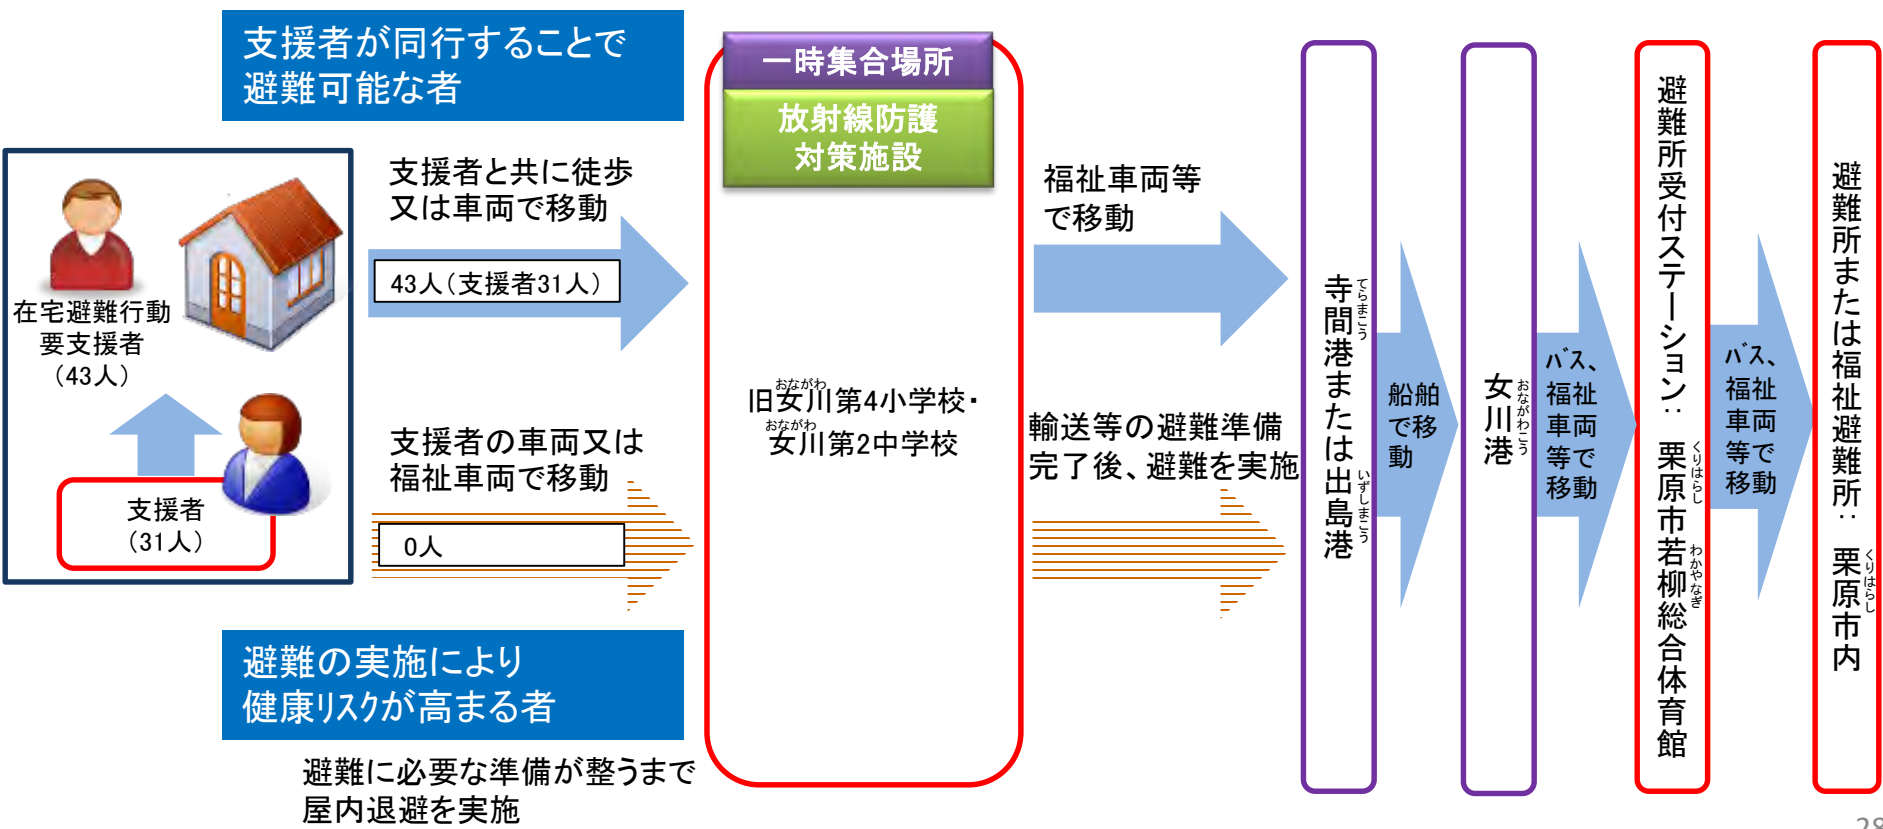 支援者が同行することで
避難可能な者
在宅避難行動
要支援者
（43人）
支援者
（31人）
支援者と共に徒歩
又は車両で移動
43人（支援者31人）
支援者の車両又は
福祉車両で移動
0人
避難の実施により
健康リスクが高まる者
避難に必要な準備が整うまで
屋内退避を実施
一時集合場所
放射線防護
対策施設
おながわ
旧女川第4小学校・
おながわ
女川第2中学校
福祉車両等
で移動
輸送等の避難準備
完了後、避難を実施
寺間港または出島港
てらまこう
いずしまこう
船舶
で移
動
女川港
おながわこう
バス、
福祉
車両
等で
移動
避難所受付ステーション：栗原市若柳総合体育館
くりはらし
わかやなぎ
バス、
福祉
車両
等で
移動
避難所または福祉避難所：栗原市内
くりはらし
28